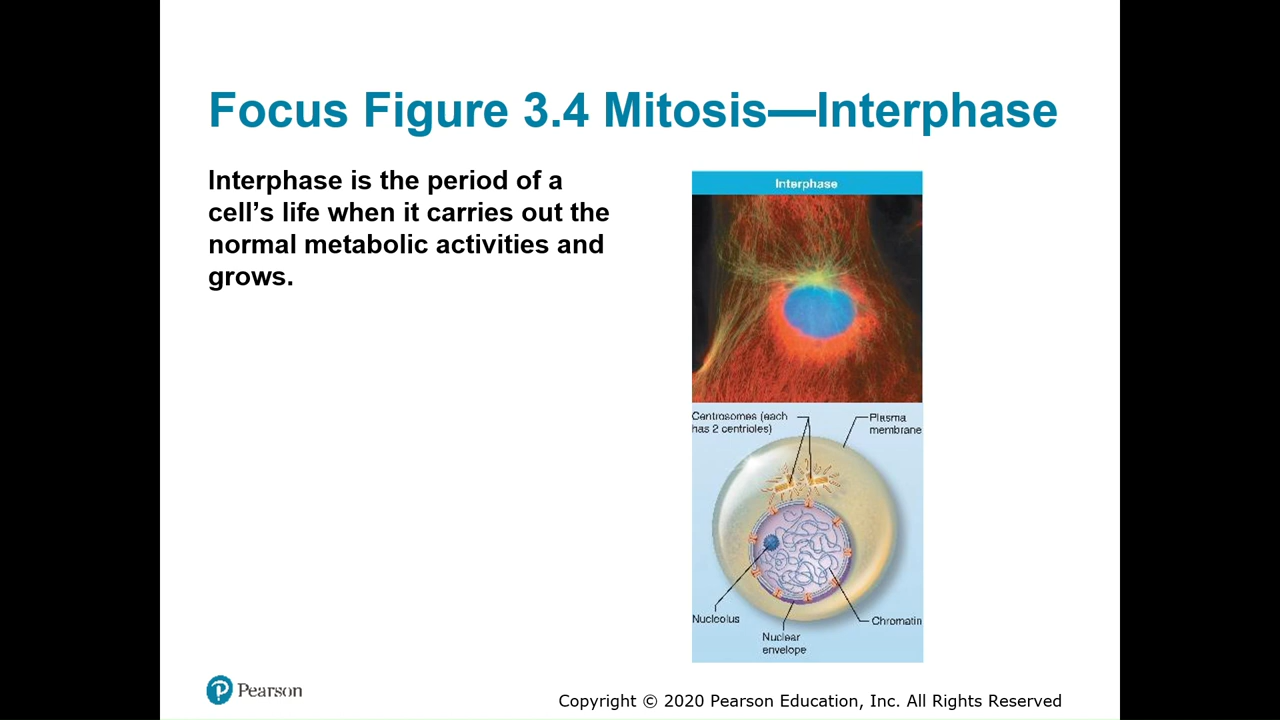 Focus Figure 3.4 Mitosis—Interphase
Interphase is the period of a
cell’s life when it carries out the
normal metabolic activities and
grows.
Interphase
Centrosomes (each
has 2 centrioles)
Plasma
membrane
Nucleolus
Nuclear
envelope
Chromatin
Pearson
Copyright © 2020 Pearson Education, Inc. All Rights Reserved